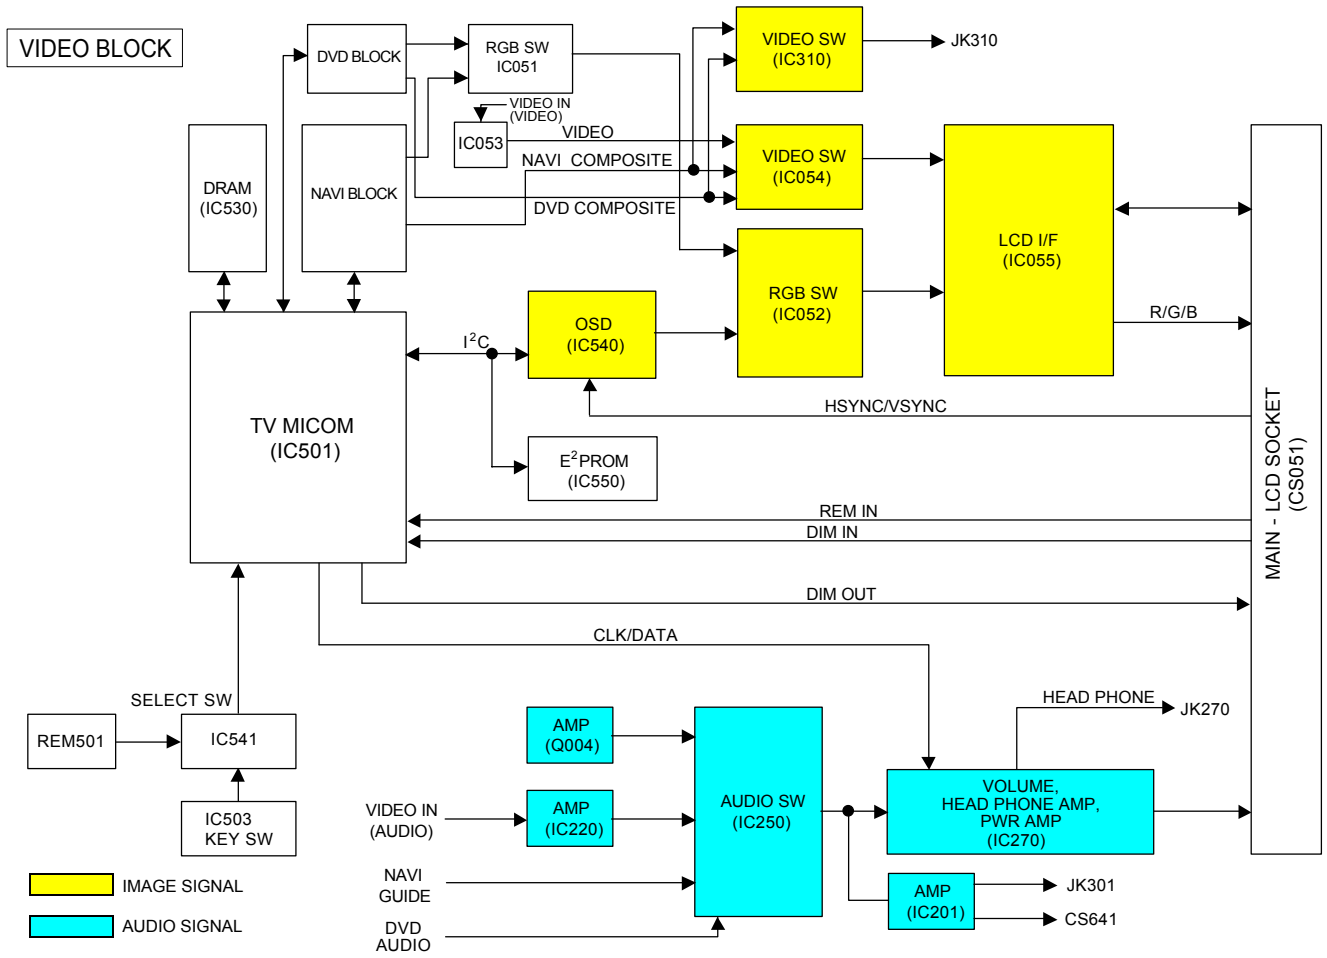 VIDEO BLOCK
DVD BLOCK
RGB SW
IC051
VIDEO SW
(IC310)
JK310
VIDEO IN
(VIDEO)
IC053
VIDEO
NAVI COMPOSITE
DVD COMPOSITE
VIDEO SW
(IC054)
DRAM
(IC530)
NAVI BLOCK
LCD I/F
(IC055)
RGB SW
(IC052)
R/G/B
OSD
(IC540)
I²C
HSYNC/VSYNC
TV MICOM
(IC501)
E²PROM
(IC550)
MAIN - LCD SOCKET
(CS051)
REM IN
DIM IN
DIM OUT
CLK/DATA
SELECT SW
REM501
IC541
IC503
KEY SW
HEAD PHONE
JK270
AMP
(Q004)
VIDEO IN
(AUDIO)
AMP
(IC220)
AUDIO SW
(IC250)
VOLUME,
HEAD PHONE AMP,
PWR AMP
(IC270)
NAVI
GUIDE
AMP
(IC201)
JK301
CS641
DVD
AUDIO
IMAGE SIGNAL
AUDIO SIGNAL